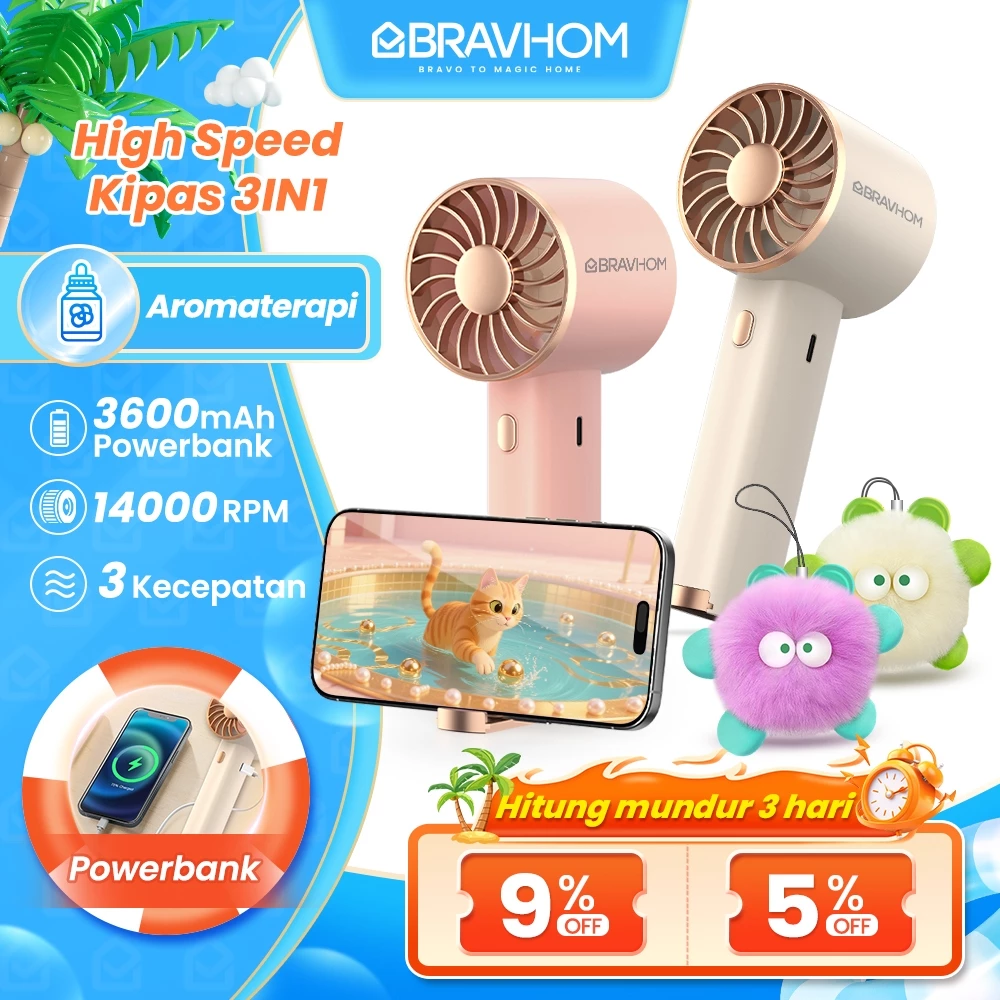 BRAVHOM
BRAVO TO MAGIC HOME
High Speed
Kipas 3IN1
Aromaterapi
3600mAh
Powerbank
14000 RPM
3 Kecepatan
BRAVHOM
BRAVHOM
Powerbank
Hitung mundur 3 hari
9% OFF
5% OFF